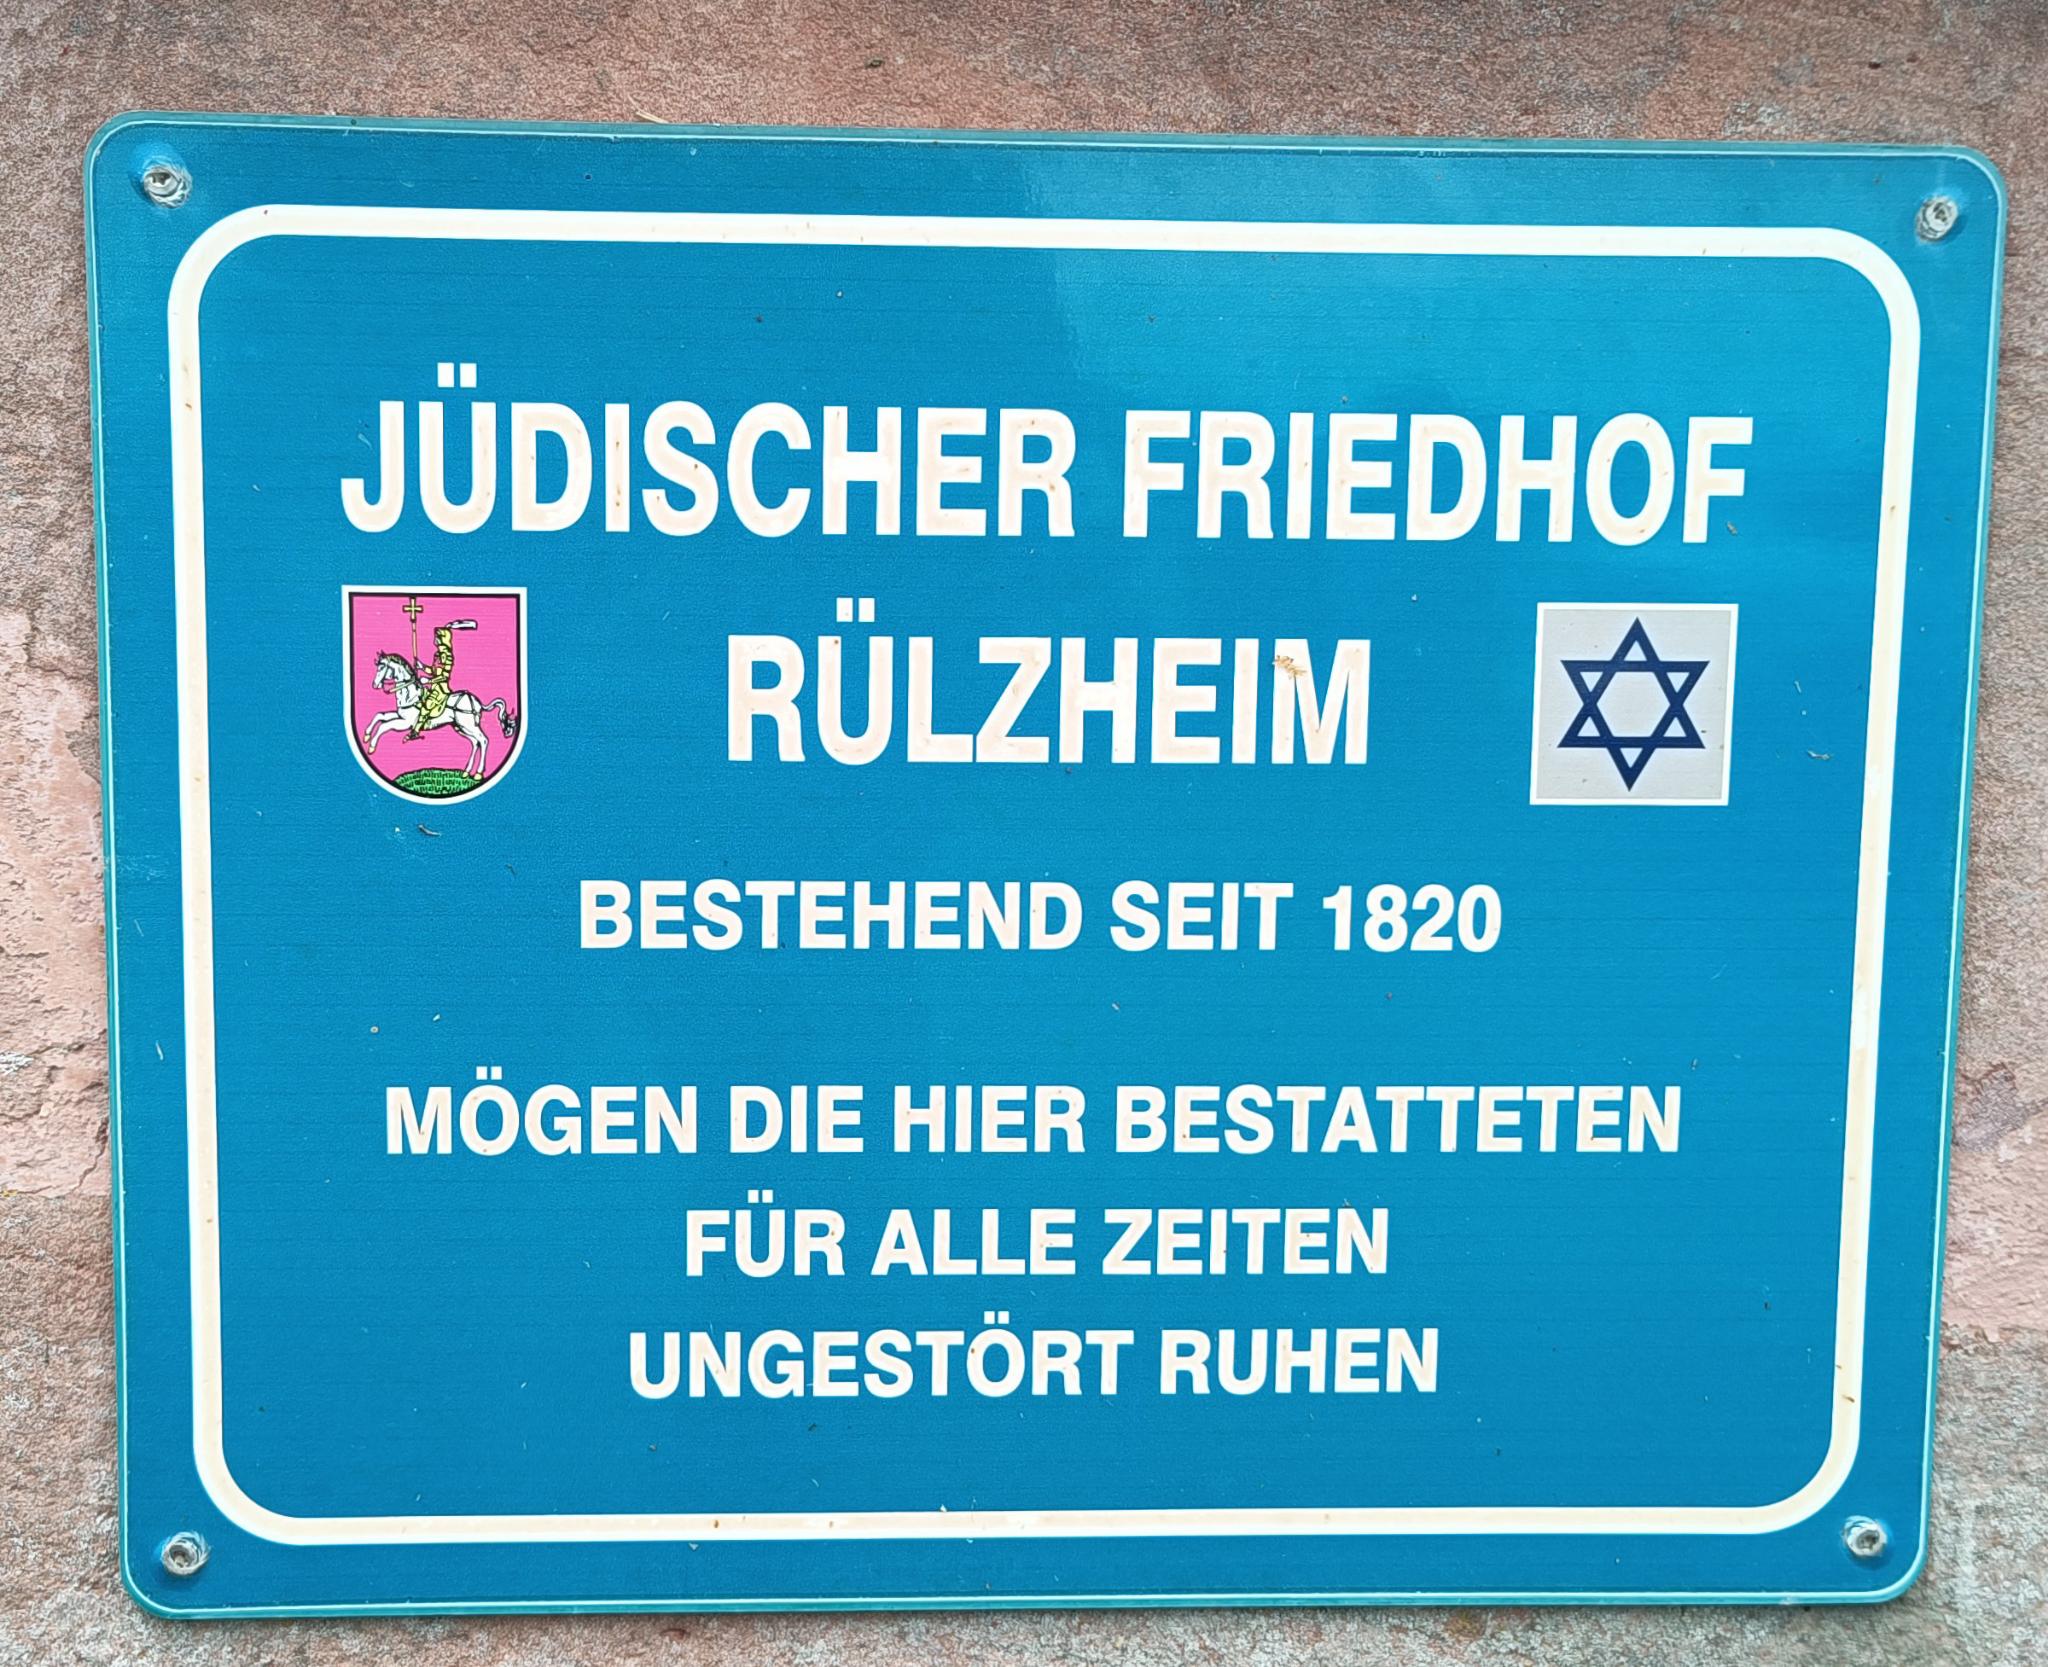 JÜDISCHER FRIEDHOF
RÜLZHEIM
BESTEHEND SEIT 1820
MÖGEN DIE HIER BESTATTETEN
FÜR ALLE ZEITEN
UNGESTÖRT RUHEN